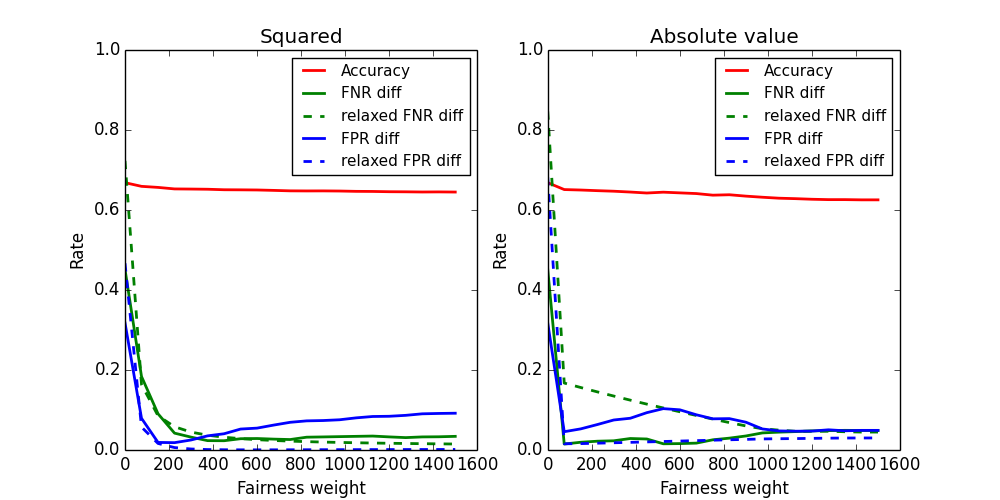 Squared
Rate
1.0
0.8
0.6
0.4
0.2
0.0
Accuracy
FNR diff
relaxed FNR diff
FPR diff
relaxed FPR diff
0 200 400 600 800 1000 1200 1400 1600
Fairness weight
Absolute value
Rate
1.0
0.8
0.6
0.4
0.2
0.0
Accuracy
FNR diff
relaxed FNR diff
FPR diff
relaxed FPR diff
0 200 400 600 800 1000 1200 1400 1600
Fairness weight